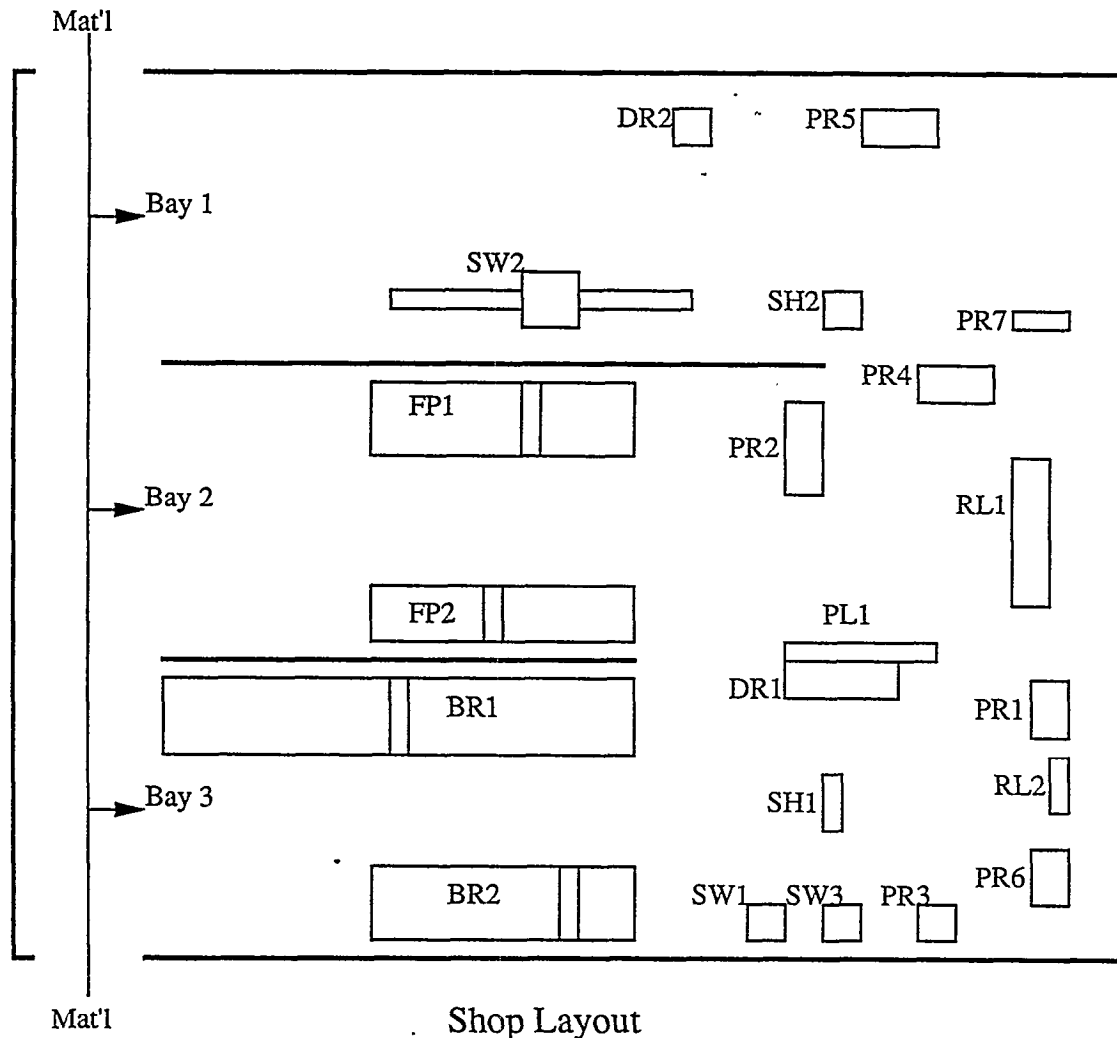 Mat'l
DR2
PR5
Bay 1
SW2
SH2
PR7
PR4
FP1
PR2
Bay 2
RL1
FP2
PL1
DR1
BR1
PR1
Bay 3
SH1
RL2
PR6
BR2
SW1
SW3
PR3
Mat'l
Shop Layout